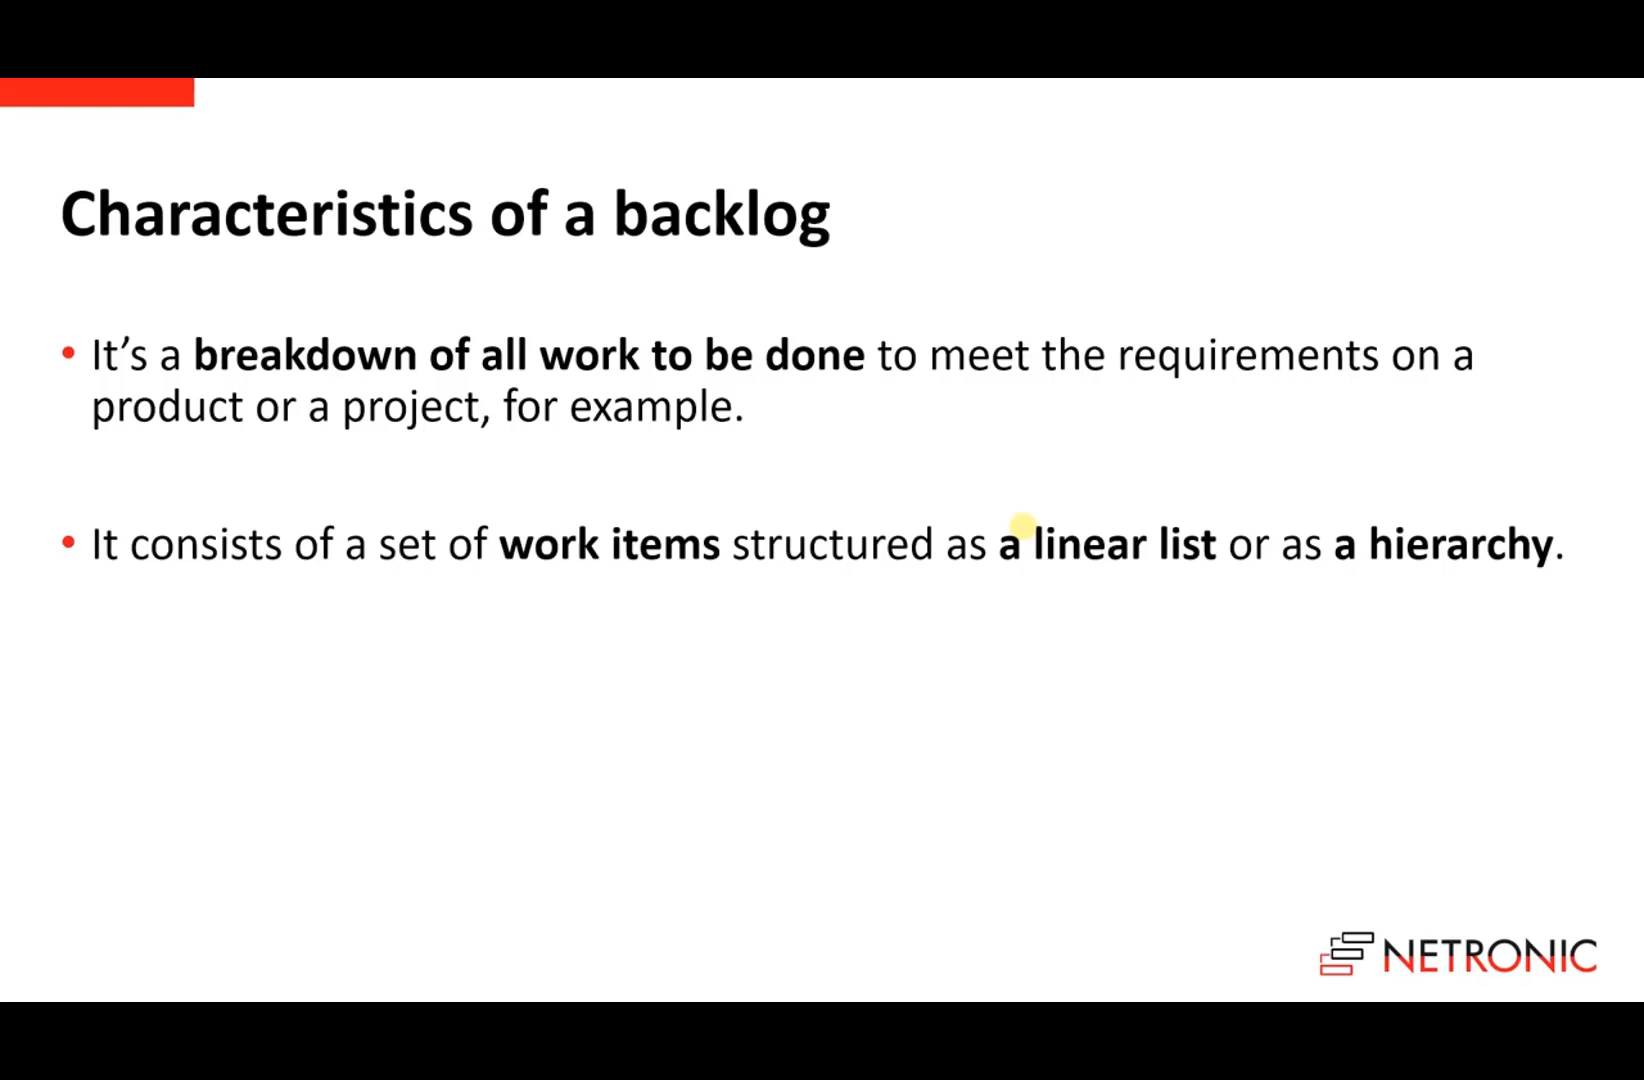 Characteristics of a backlog
• It’s a breakdown of all work to be done to meet the requirements on a
product or a project, for example.
• It consists of a set of work items structured as a linear list or as a hierarchy.
NETRONIC